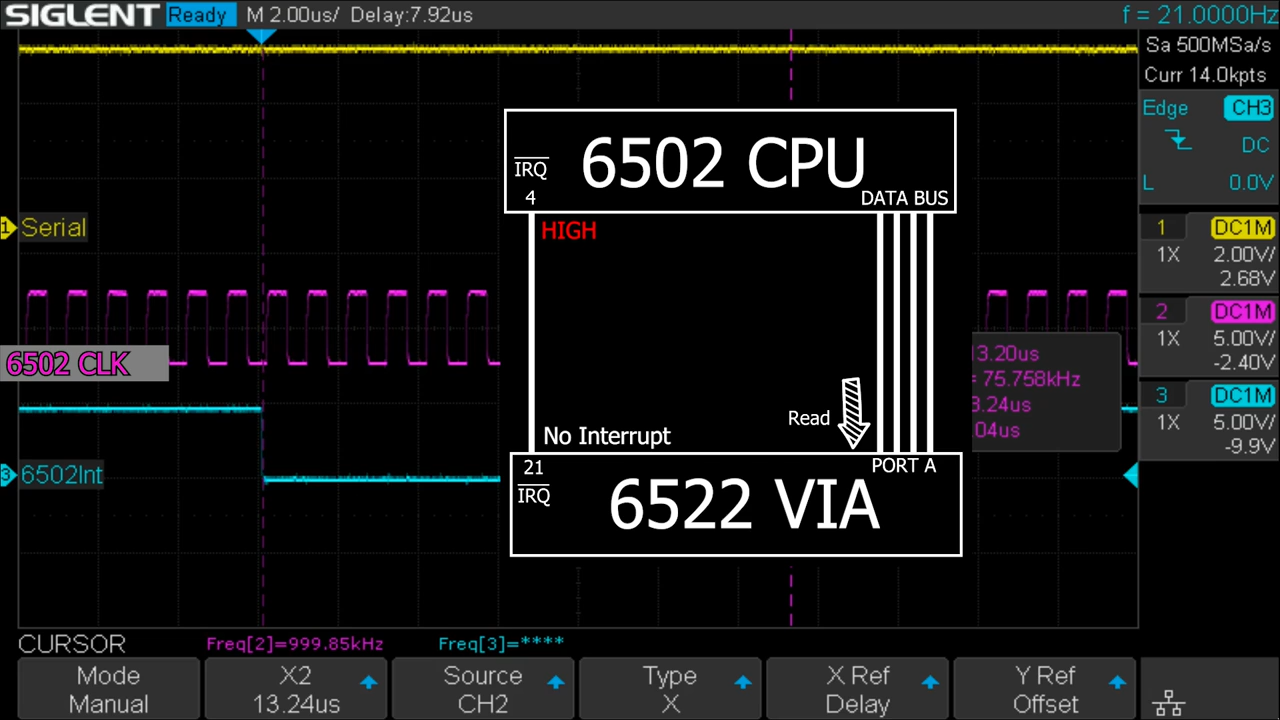 SIGLENT Ready M 2.00us/ Delay:7.92us f = 21.0000Hz
Sa 500MSa/s
Curr 14.0kpts
Edge CH3
DC
L 0.0V
1 DC1M
1X 2.00V/
2.68V
2 DC1M
1X 5.00V/
-2.40V
3 DC1M
1X 5.00V/
-9.9V
1 Serial
6502 CLK
3 6502Int
6502 CPU
IRQ
4
DATA BUS
HIGH
Read
No Interrupt
21
IRQ
PORT A
6522 VIA
3.20us
= 75.758kHz
3.24us
.04us
CURSOR Freq[2]=999.85kHz Freq[3]=****
Mode X2 Source Type X Ref Y Ref
Manual 13.24us CH2 X Delay Offset